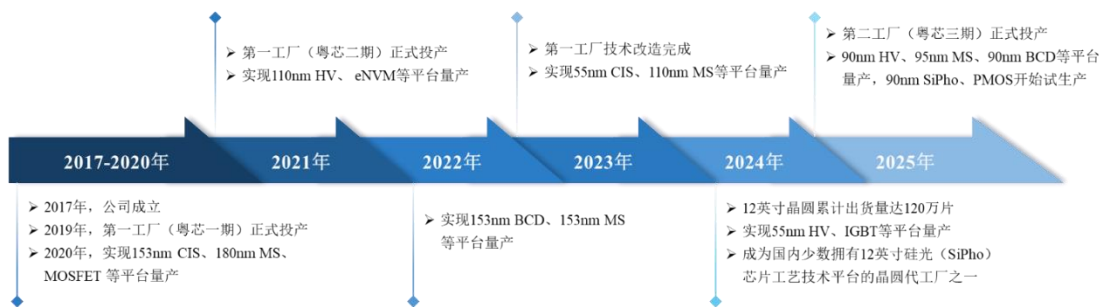 ➢ 第一工厂（粤芯二期）正式投产
➢ 实现110nm HV、 eNVM等平台量产
➢ 第一工厂技术改造完成
➢ 实现55nm CIS、110nm MS等平台量产
➢ 第二工厂（粤芯三期）正式投产
➢ 90nm HV、95nm MS、90nm BCD等平台
量产，90nm SiPho、PMOS开始试生产
2017-2020年
2021年
2022年
2023年
2024年
2025年
➢ 2017年，公司成立
➢ 2019年，第一工厂（粤芯一期）正式投产
➢ 2020年，实现153nm CIS、180nm MS、
MOSFET 等平台量产
➢ 实现153nm BCD、153nm MS
等平台量产
➢ 12英寸晶圆累计出货量达120万片
➢ 实现55nm HV、IGBT等平台量产
➢ 成为国内少数拥有12英寸硅光（SiPho）
芯片工艺技术平台的晶圆代工厂之一